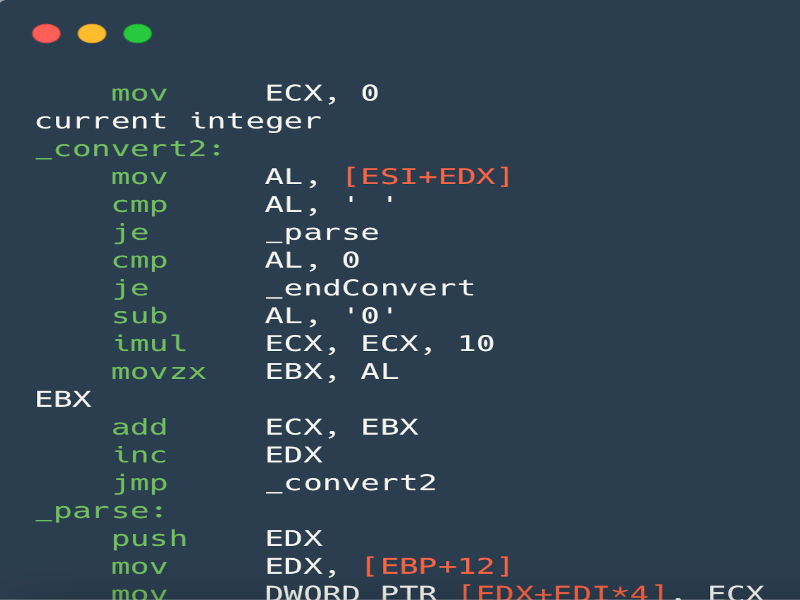 mov ECX, 0
current integer
_convert2:
mov AL, [ESI+EDX]
cmp AL, ' '
je _parse
cmp AL, 0
je _endConvert
sub AL, '0'
imul ECX, ECX, 10
movzx EBX, AL
EBX
add ECX, EBX
inc EDX
jmp _convert2
_parse:
push EDX
mov EDX, [EBP+12]
mov DWORD PTR [EDX+EDI*4], ECX